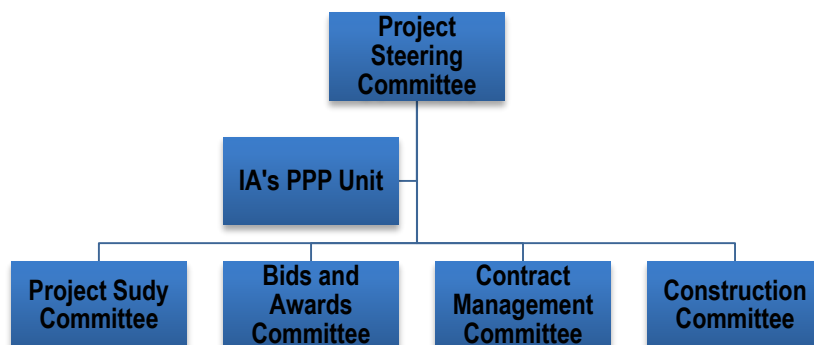 Project
Steering
Committee
IA's PPP Unit
Project Sudy
Committee
Bids and
Awards
Committee
Contract
Management
Committee
Construction
Committee